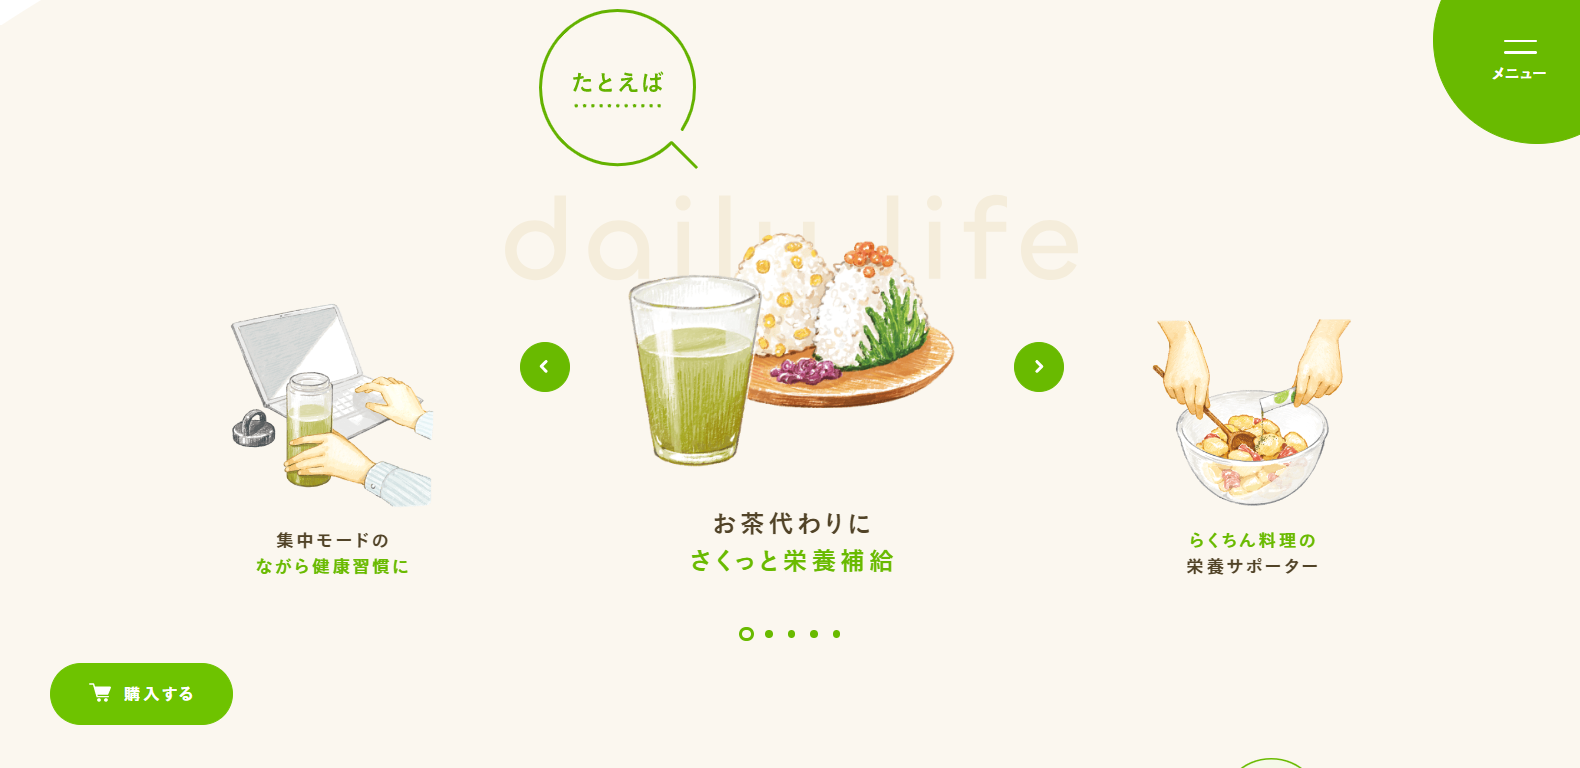 たとえば
メニュー
daily life
集中モードの
ながら健康習慣に
お茶代わりに
さくっと栄養補給
らくちん料理の
栄養サポーター
購入する